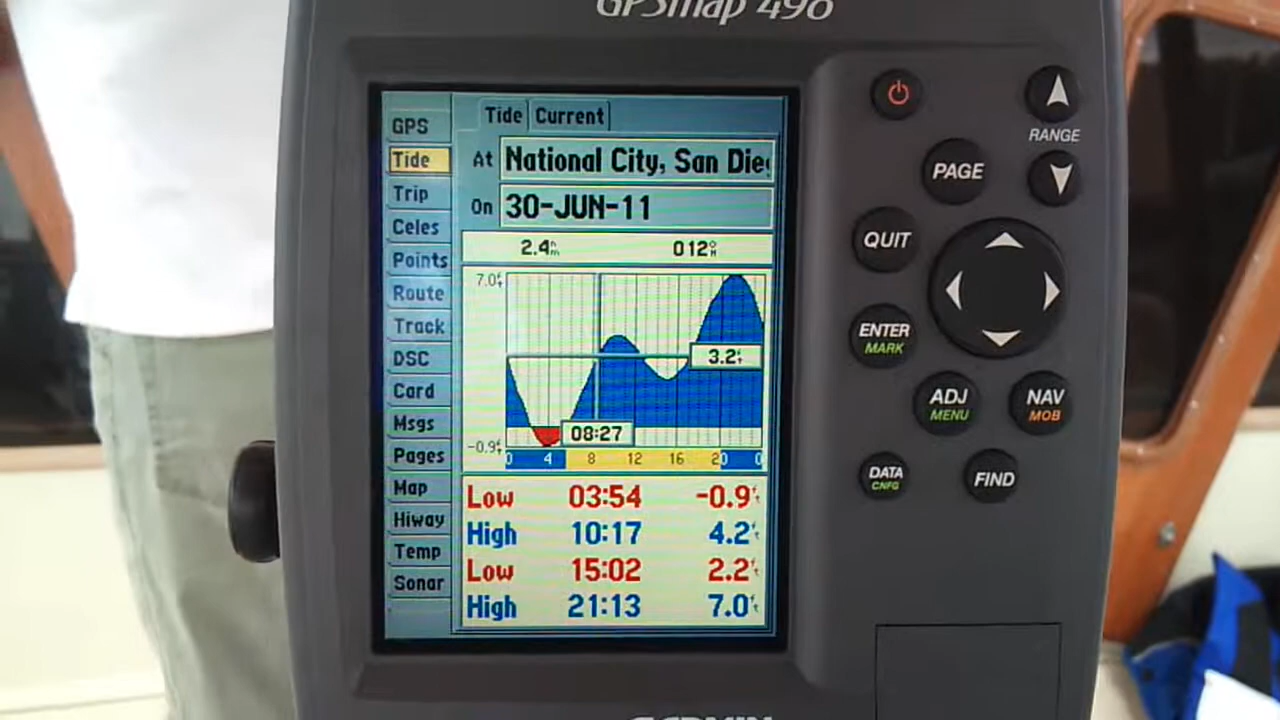 GPSmap 498
Tide Current
At National City, San Die
On 30-JUN-11
2.4 012°
7.0
3.2
-0.9
08:27
0 4 8 12 16 20 0
Low 03:54 -0.9
High 10:17 4.2
Low 15:02 2.2
High 21:13 7.0
GPS
Tide
Trip
Celes
Points
Route
Track
DSC
Card
Msgs
Pages
Map
Hiway
Temp
Sonar
RANGE
PAGE
QUIT
ENTER
MARK
ADJ
MENU
NAV
MOB
DATA
CNFG
FIND
GARMIN